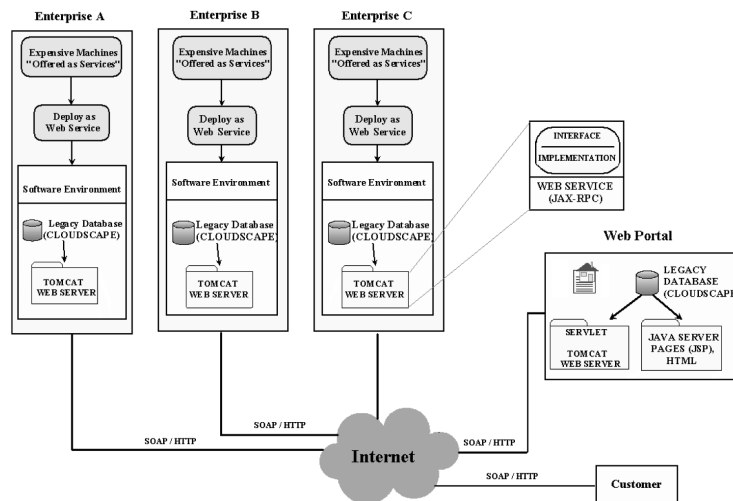 Enterprise A
Expensive Machines
"Offered as Services"
Deploy as
Web Service
Software Environment
Legacy Database
(CLOUDSCAPE)
TOMCAT
WEB SERVER
Enterprise B
Expensive Machines
"Offered as Services"
Deploy as
Web Service
Software Environment
Legacy Database
(CLOUDSCAPE)
TOMCAT
WEB SERVER
Enterprise C
Expensive Machines
"Offered as Services"
Deploy as
Web Service
Software Environment
Legacy Database
(CLOUDSCAPE)
TOMCAT
WEB SERVER
INTERFACE
IMPLEMENTATION
WEB SERVICE
(JAX-RPC)
Web Portal
LEGACY
DATABASE
(CLOUDSCAPE
SERVLET
TOMCAT
WEB SERVER
JAVA SERVER
PAGES (JSP),
HTML
SOAP / HTTP
SOAP / HTTP
SOAP / HTTP
SOAP / HTTP
Internet
Customer